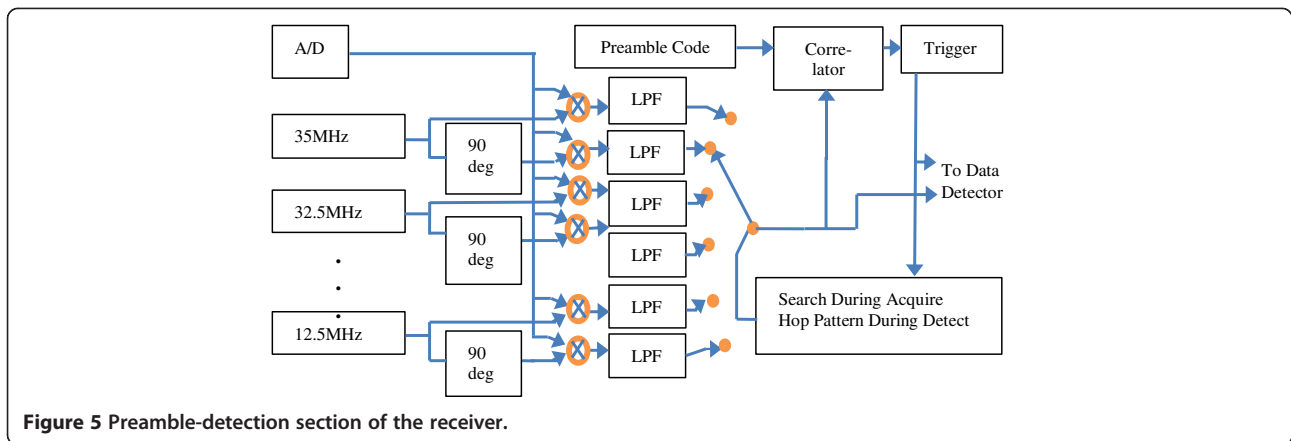 A/D
Preamble Code
Corre-
lator
Trigger
LPF
35MHz
90
deg
LPF
To Data
Detector
32.5MHz
LPF
90
deg
LPF
Search During Acquire
Hop Pattern During Detect
12.5MHz
LPF
90
deg
LPF
Figure 5 Preamble-detection section of the receiver.